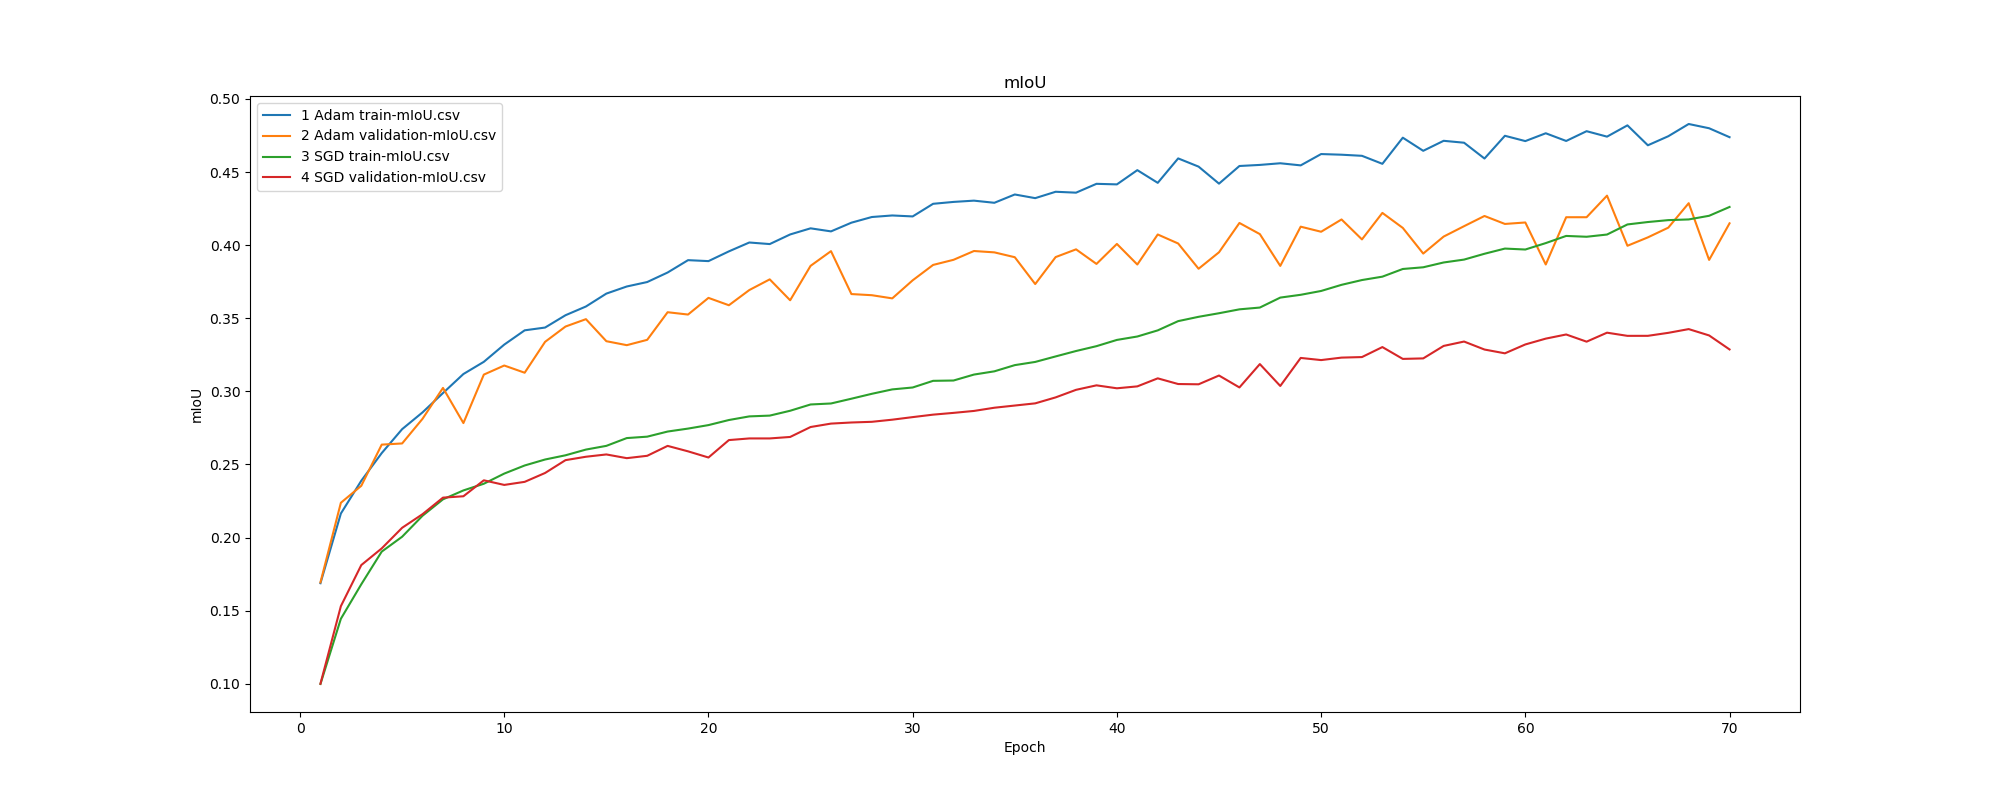 mIoU
0.50
0.45
0.40
0.35
0.30
0.25
0.20
0.15
0.10
mIoU
1 Adam train-mIoU.csv
2 Adam validation-mIoU.csv
3 SGD train-mIoU.csv
4 SGD validation-mIoU.csv
0 10 20 30 40 50 60 70
Epoch